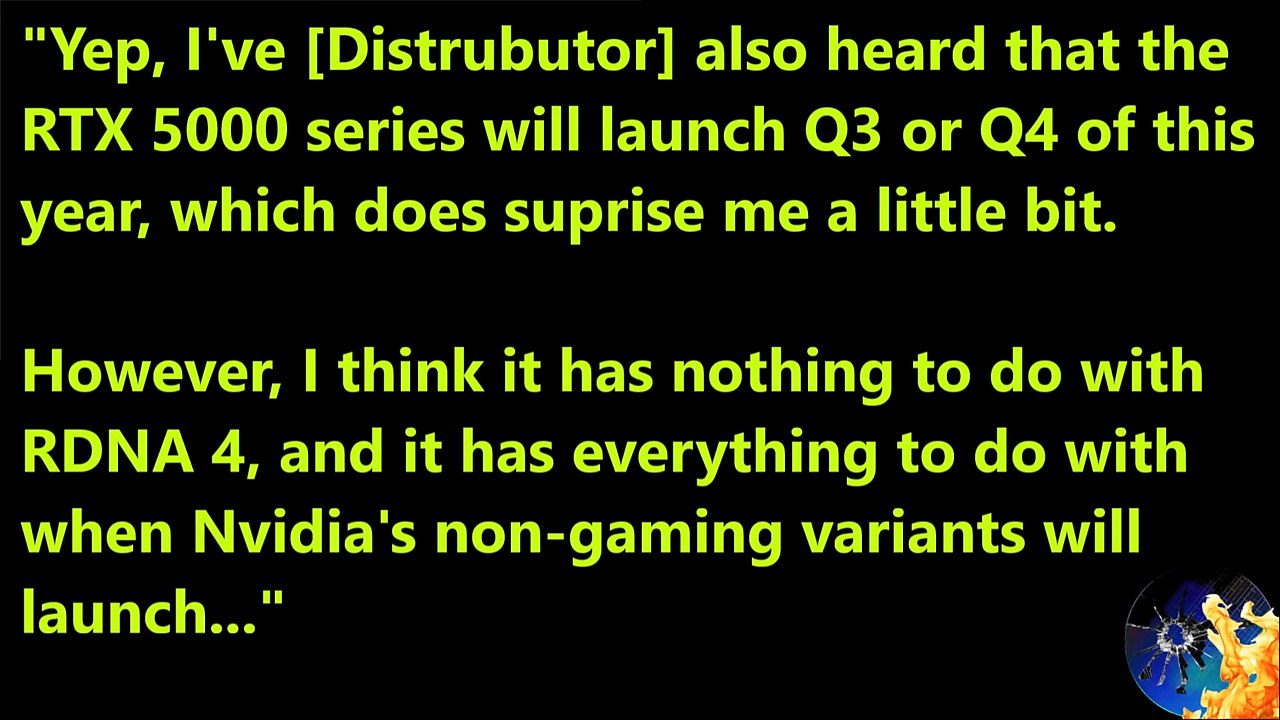 "Yep, I've [Distrubutor] also heard that the
RTX 5000 series will launch Q3 or Q4 of this
year, which does suprise me a little bit.
However, I think it has nothing to do with
RDNA 4, and it has everything to do with
when Nvidia's non-gaming variants will
launch..."